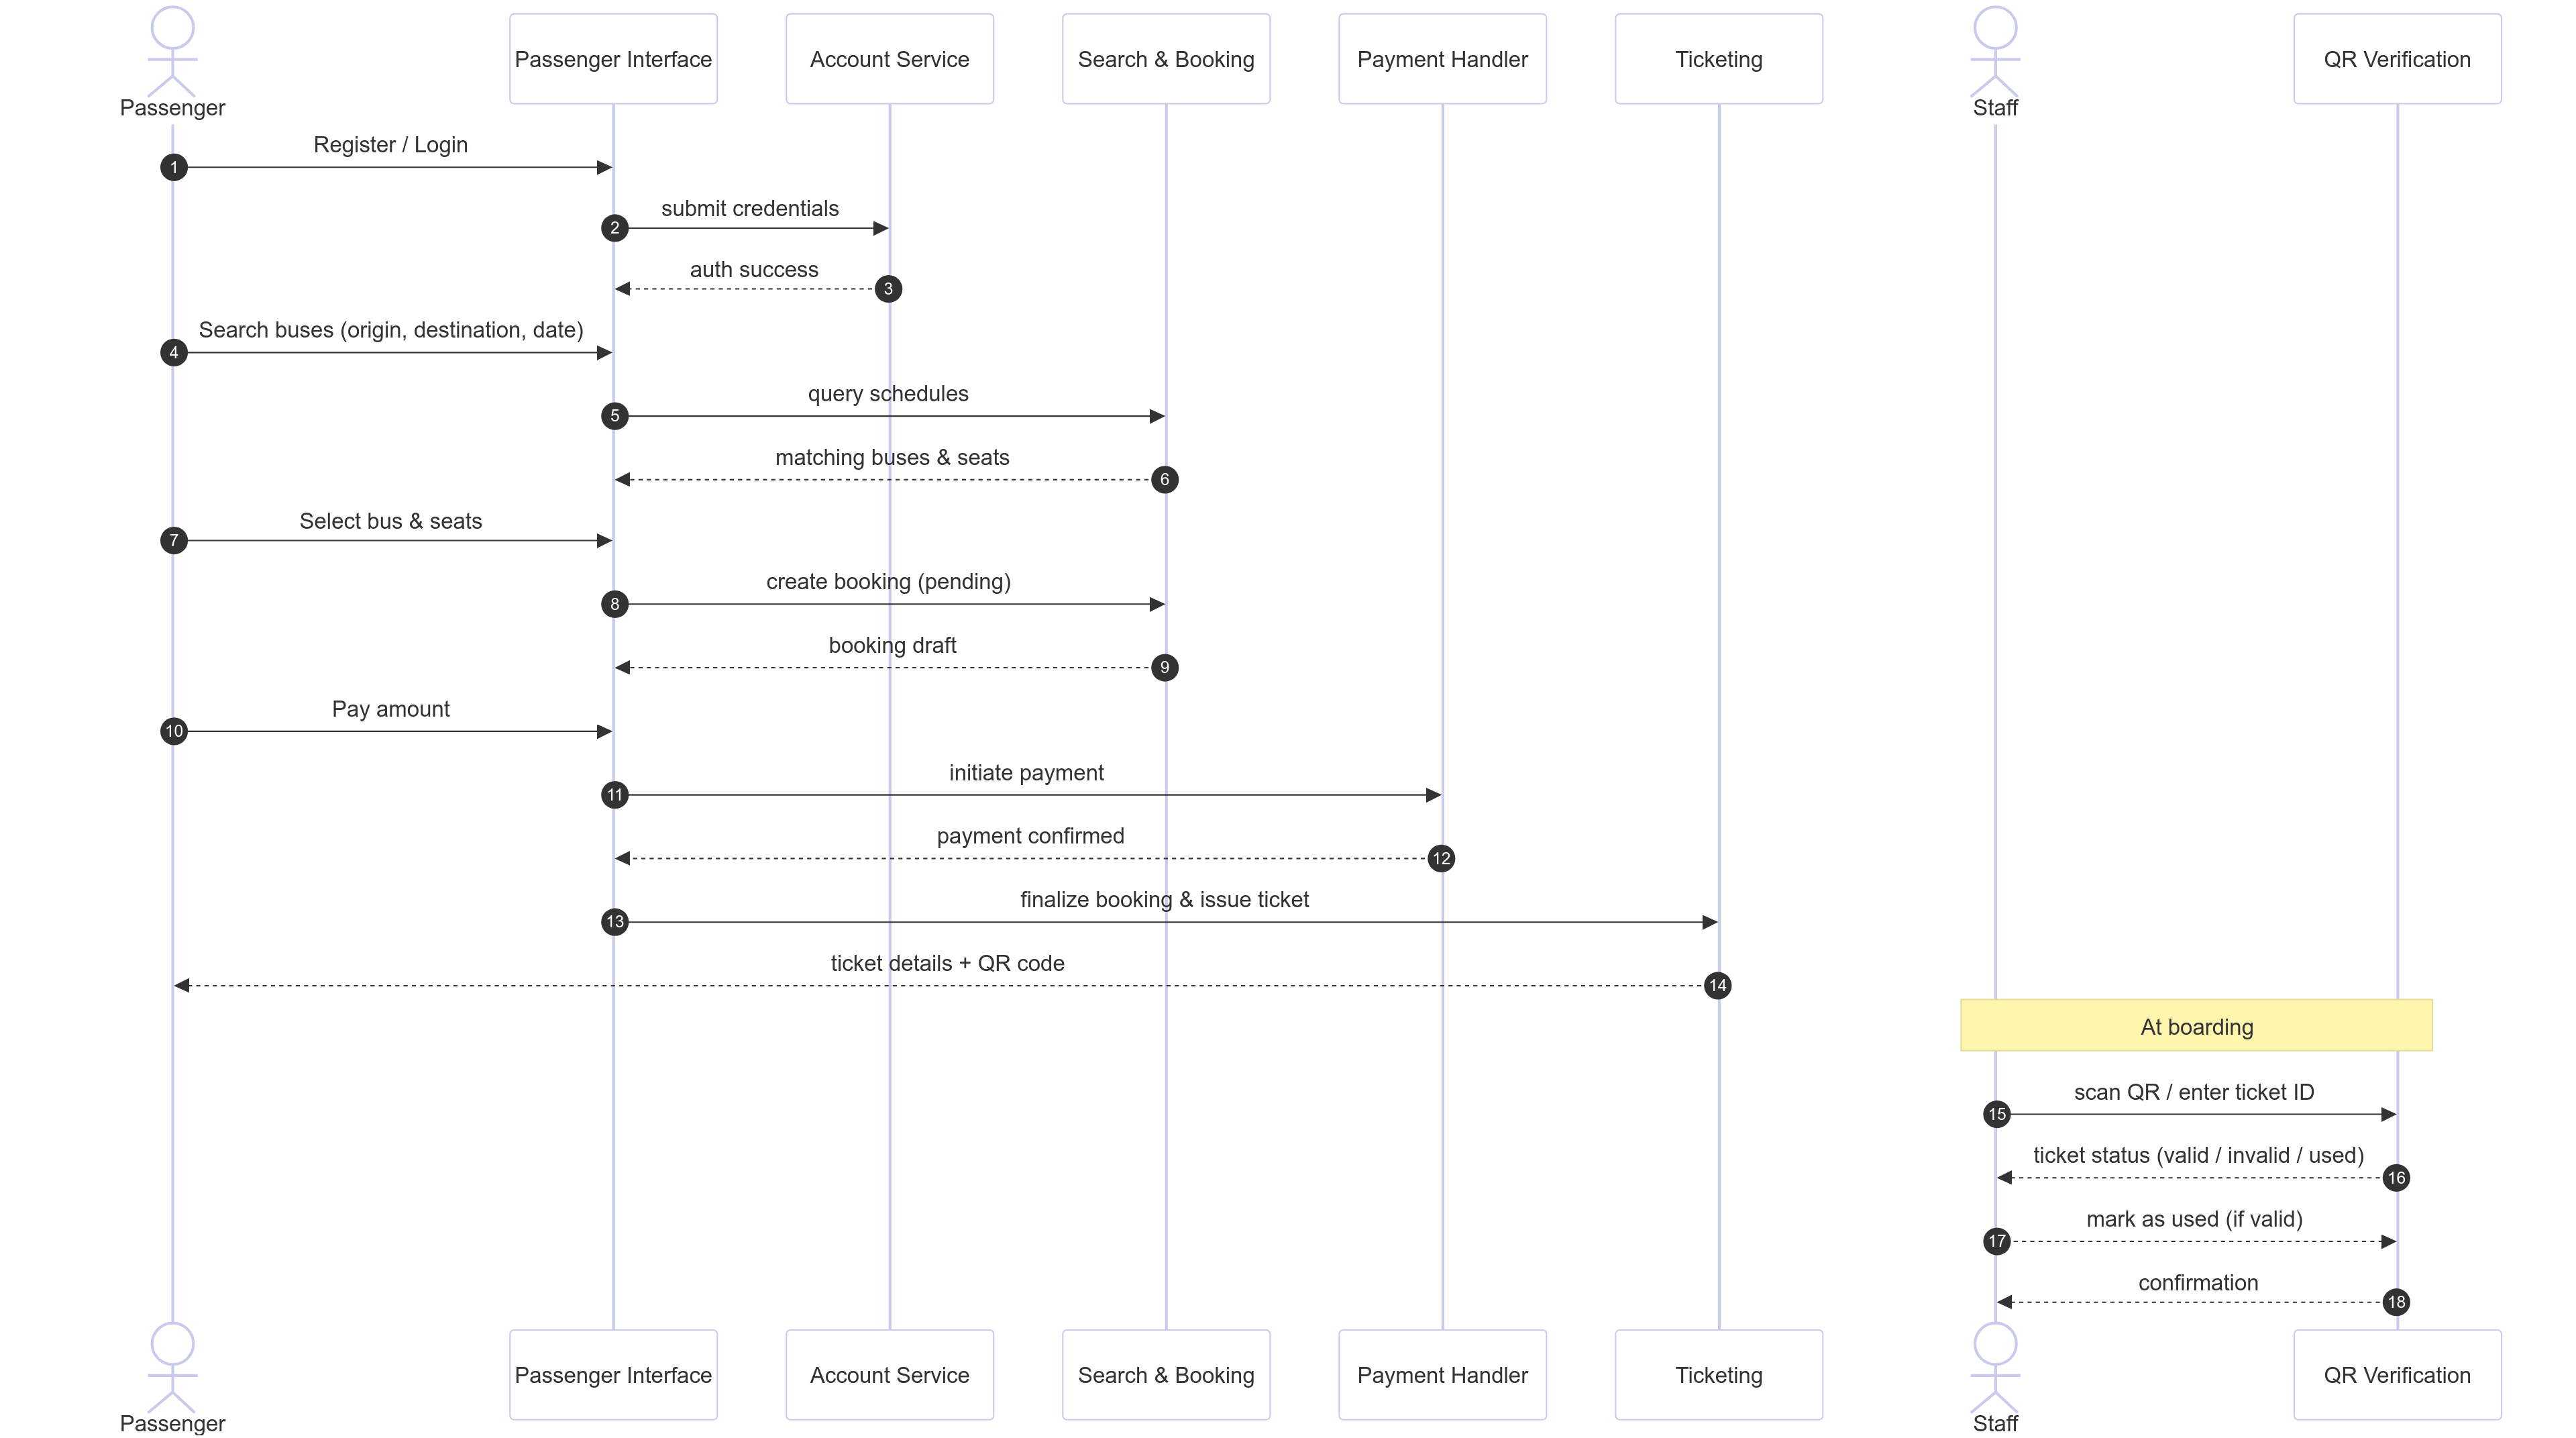 Passenger
Passenger Interface
Account Service
Search & Booking
Payment Handler
Ticketing
Staff
QR Verification
Register / Login
1
submit credentials
2
auth success
3
Search buses (origin, destination, date)
4
query schedules
5
matching buses & seats
6
Select bus & seats
7
create booking (pending)
8
booking draft
9
Pay amount
10
initiate payment
11
payment confirmed
12
finalize booking & issue ticket
13
ticket details + QR code
14
At boarding
scan QR / enter ticket ID
15
ticket status (valid / invalid / used)
16
mark as used (if valid)
17
confirmation
18
Passenger
Passenger Interface
Account Service
Search & Booking
Payment Handler
Ticketing
Staff
QR Verification